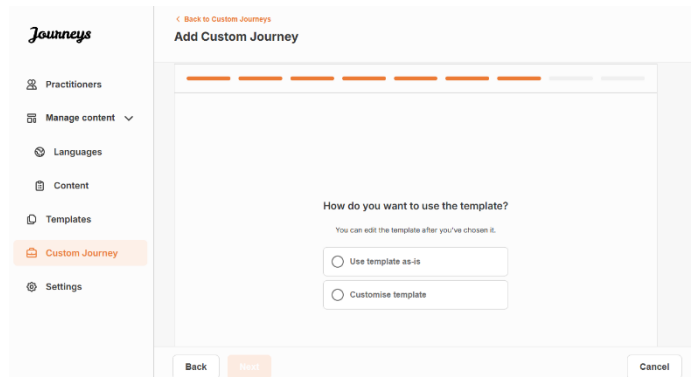 Journeys
Practitioners
Manage content
Languages
Content
Templates
Custom Journey
Settings
Back to Custom Journeys
Add Custom Journey
How do you want to use the template?
You can edit the template after you've chosen it.
Use template as-is
Customise template
Back
Next
Cancel